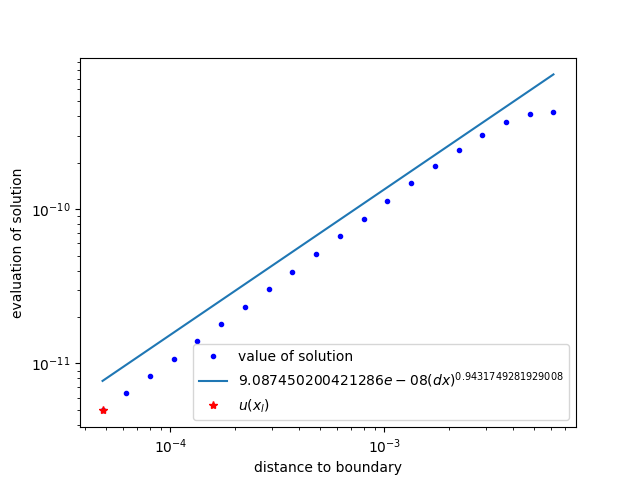 evaluation of solution
10⁻¹⁰
10⁻¹¹
value of solution
9.087450200421286e − 08(dx)^0.9431749281929008
u(x_l)
10⁻⁴ 10⁻³
distance to boundary